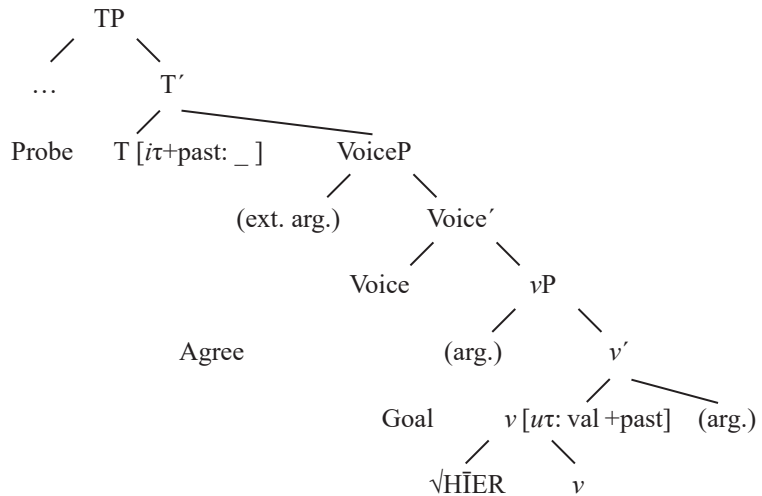 TP
… T´
Probe T [iτ+past: _ ] VoiceP
(ext. arg.) Voice´
Voice vP
Agree (arg.) v´
Goal v [uτ: val +past] (arg.)
√HĪER v